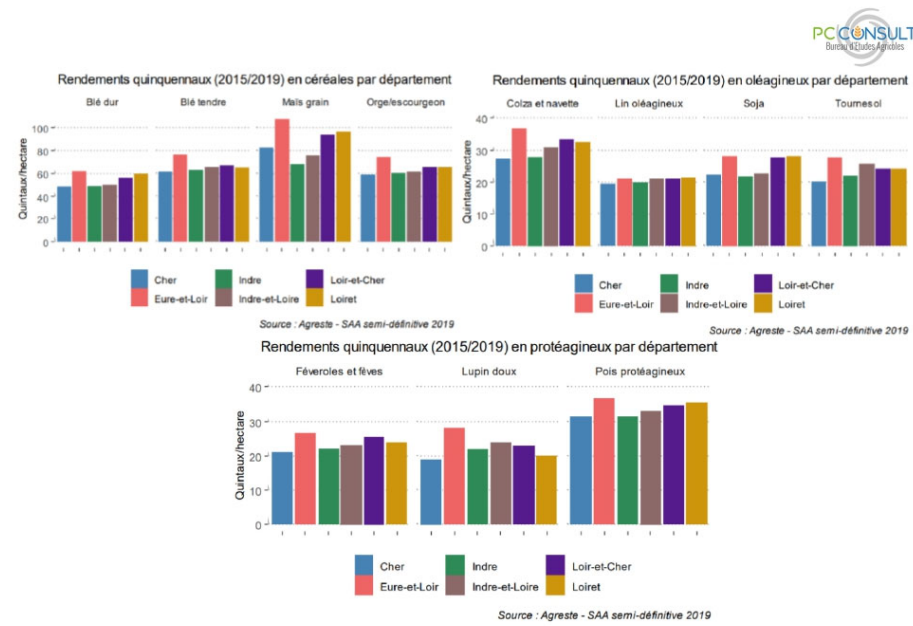 PC CONSULT
Bureau d'Etudes Agricoles
Rendements quinquennaux (2015/2019) en céréales par département
Blé dur Blé tendre Maïs grain Orge/escourgeon
Quintaux/hectare
100
80
60
40
20
0
Cher Indre Loir-et-Cher
Eure-et-Loir Indre-et-Loire Loiret
Source : Agreste - SAA semi-définitive 2019
Rendements quinquennaux (2015/2019) en oléagineux par département
Colza et navette Lin oléagineux Soja Tournesol
Quintaux/hectare
40
30
20
10
0
Cher Indre Loir-et-Cher
Eure-et-Loir Indre-et-Loire Loiret
Source : Agreste - SAA semi-définitive 2019
Rendements quinquennaux (2015/2019) en protéagineux par département
Féveroles et fèves Lupin doux Pois protéagineux
Quintaux/hectare
40
30
20
10
0
Cher Indre Loir-et-Cher
Eure-et-Loir Indre-et-Loire Loiret
Source : Agreste - SAA semi-définitive 2019